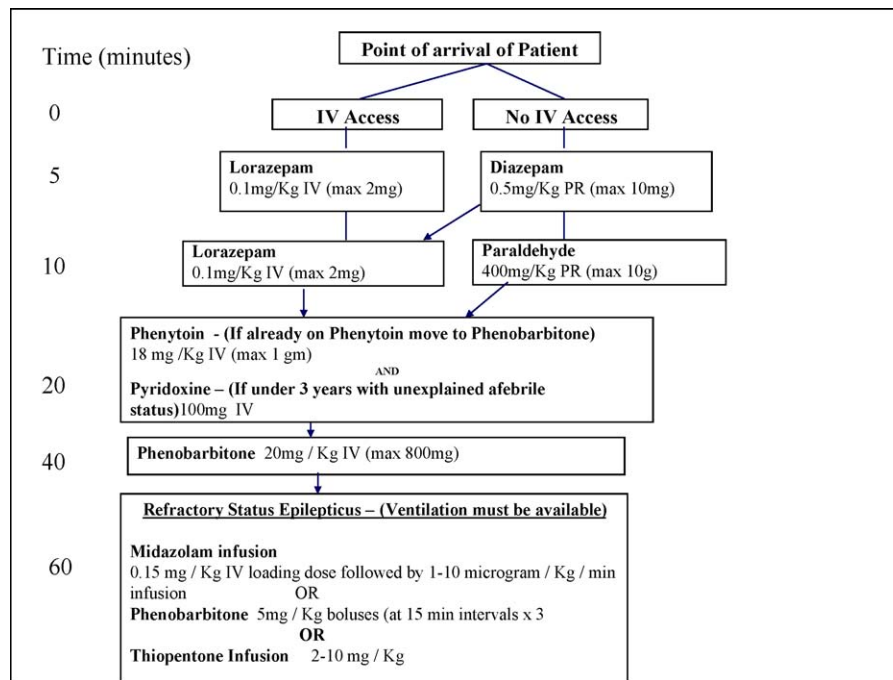 Point of arrival of Patient
Time (minutes)
0
IV Access
No IV Access
5
Lorazepam
0.1mg/Kg IV (max 2mg)
Diazepam
0.5mg/Kg PR (max 10mg)
10
Lorazepam
0.1mg/Kg IV (max 2mg)
Paraldehyde
400mg/Kg PR (max 10g)
20
Phenytoin - (If already on Phenytoin move to Phenobarbitone)
18 mg /Kg IV (max 1 gm)
AND
Pyridoxine – (If under 3 years with unexplained afebrile
status)100mg IV
40
Phenobarbitone 20mg / Kg IV (max 800mg)
60
Refractory Status Epilepticus – (Ventilation must be available)
Midazolam infusion
0.15 mg / Kg IV loading dose followed by 1-10 microgram / Kg / min
infusion OR
Phenobarbitone 5mg / Kg boluses (at 15 min intervals x 3
OR
Thiopentone Infusion 2-10 mg / Kg